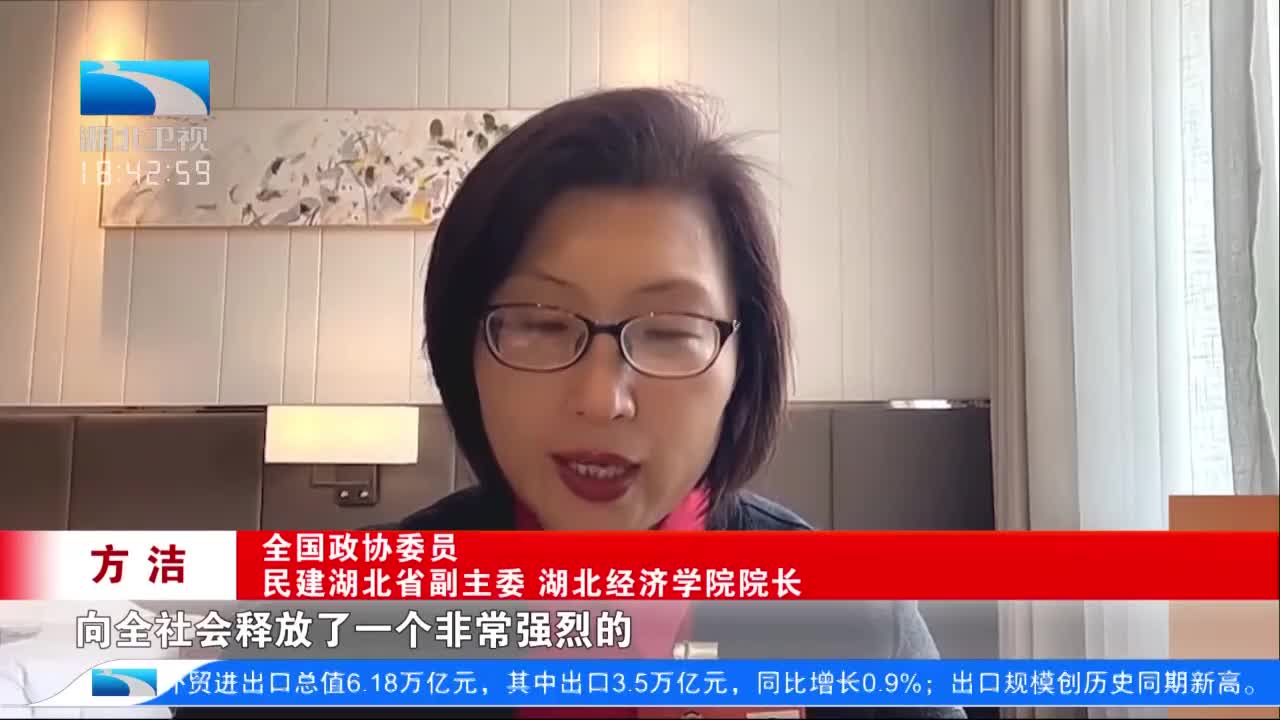 湖北卫视
18:42:59
方洁
全国政协委员
民建湖北省副主委 湖北经济学院院长
向全社会释放了一个非常强烈的
外贸进出口总值6.18万亿元，其中出口3.5万亿元，同比增长0.9%；出口规模创历史同期新高。